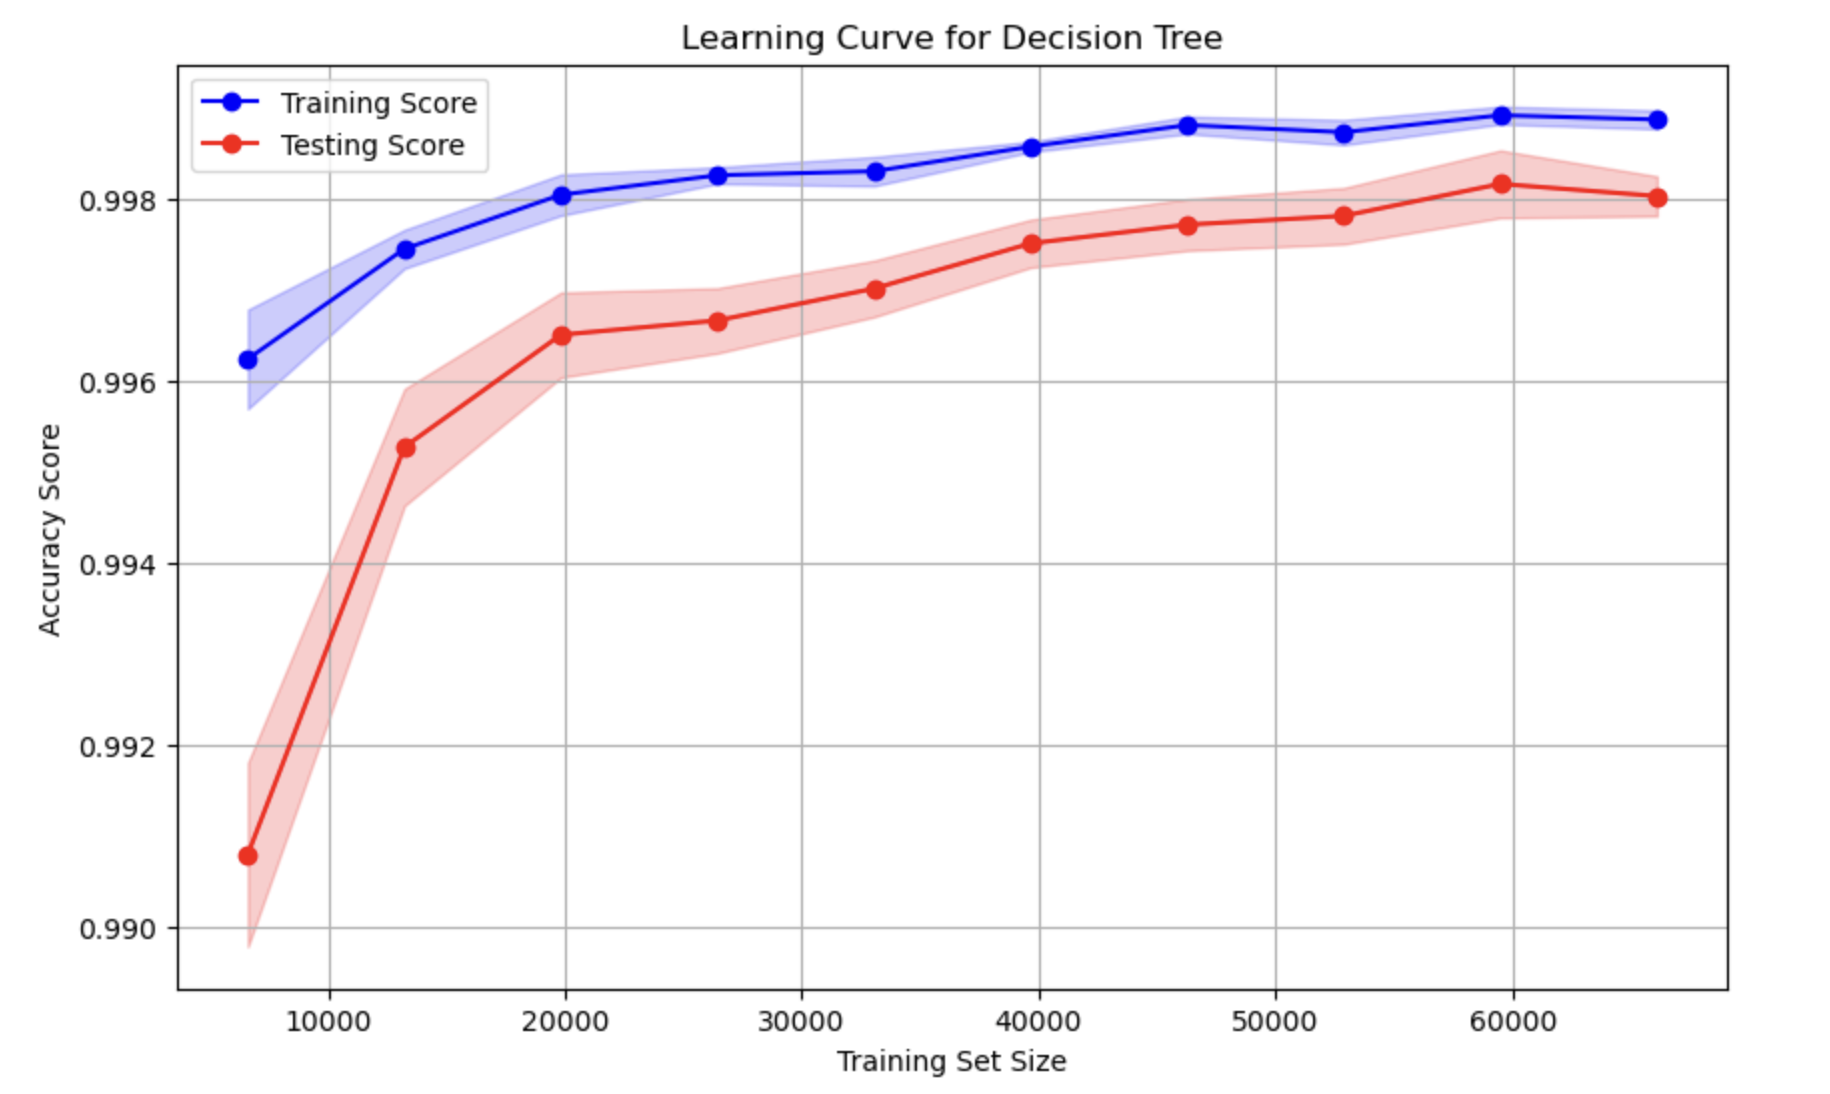 Learning Curve for Decision Tree
Training Score
Testing Score
0.998
0.996
0.994
0.992
0.990
Accuracy Score
10000 20000 30000 40000 50000 60000
Training Set Size